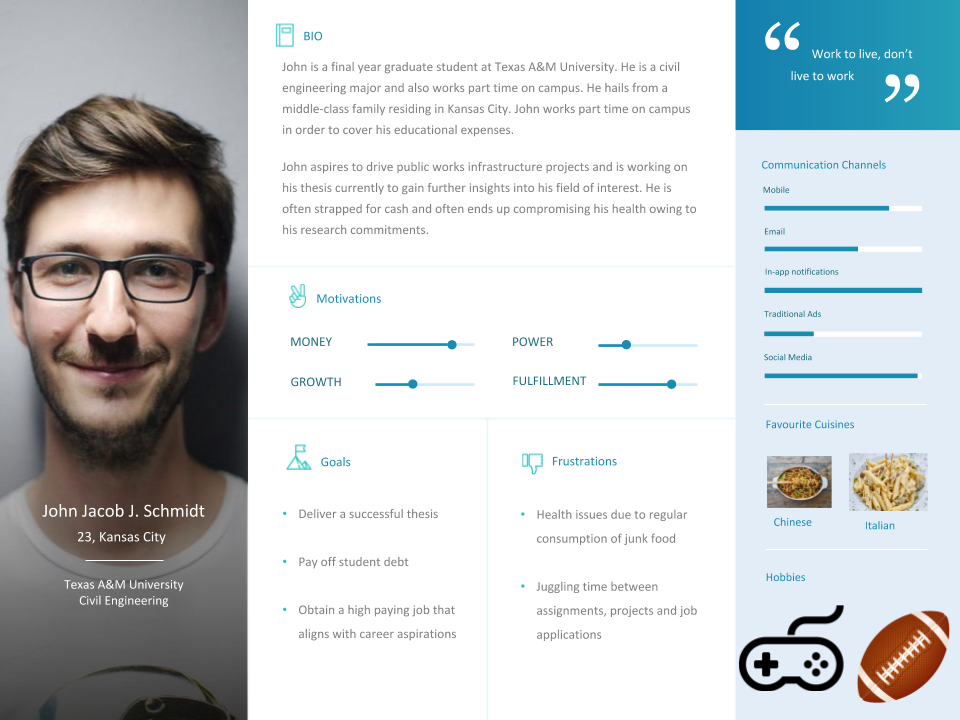 John Jacob J. Schmidt
23, Kansas City
Texas A&M University
Civil Engineering
BIO
John is a final year graduate student at Texas A&M University. He is a civil
engineering major and also works part time on campus. He hails from a
middle-class family residing in Kansas City. John works part time on campus
in order to cover his educational expenses.
John aspires to drive public works infrastructure projects and is working on
his thesis currently to gain further insights into his field of interest. He is
often strapped for cash and often ends up compromising his health owing to
his research commitments.
Motivations
MONEY
POWER
GROWTH
FULFILLMENT
Goals
• Deliver a successful thesis
• Pay off student debt
• Obtain a high paying job that
aligns with career aspirations
Frustrations
• Health issues due to regular
consumption of junk food
• Juggling time between
assignments, projects and job
applications
“ Work to live, don’t
live to work ”
Communication Channels
Mobile
Email
In-app notifications
Traditional Ads
Social Media
Favourite Cuisines
Chinese
Italian
Hobbies